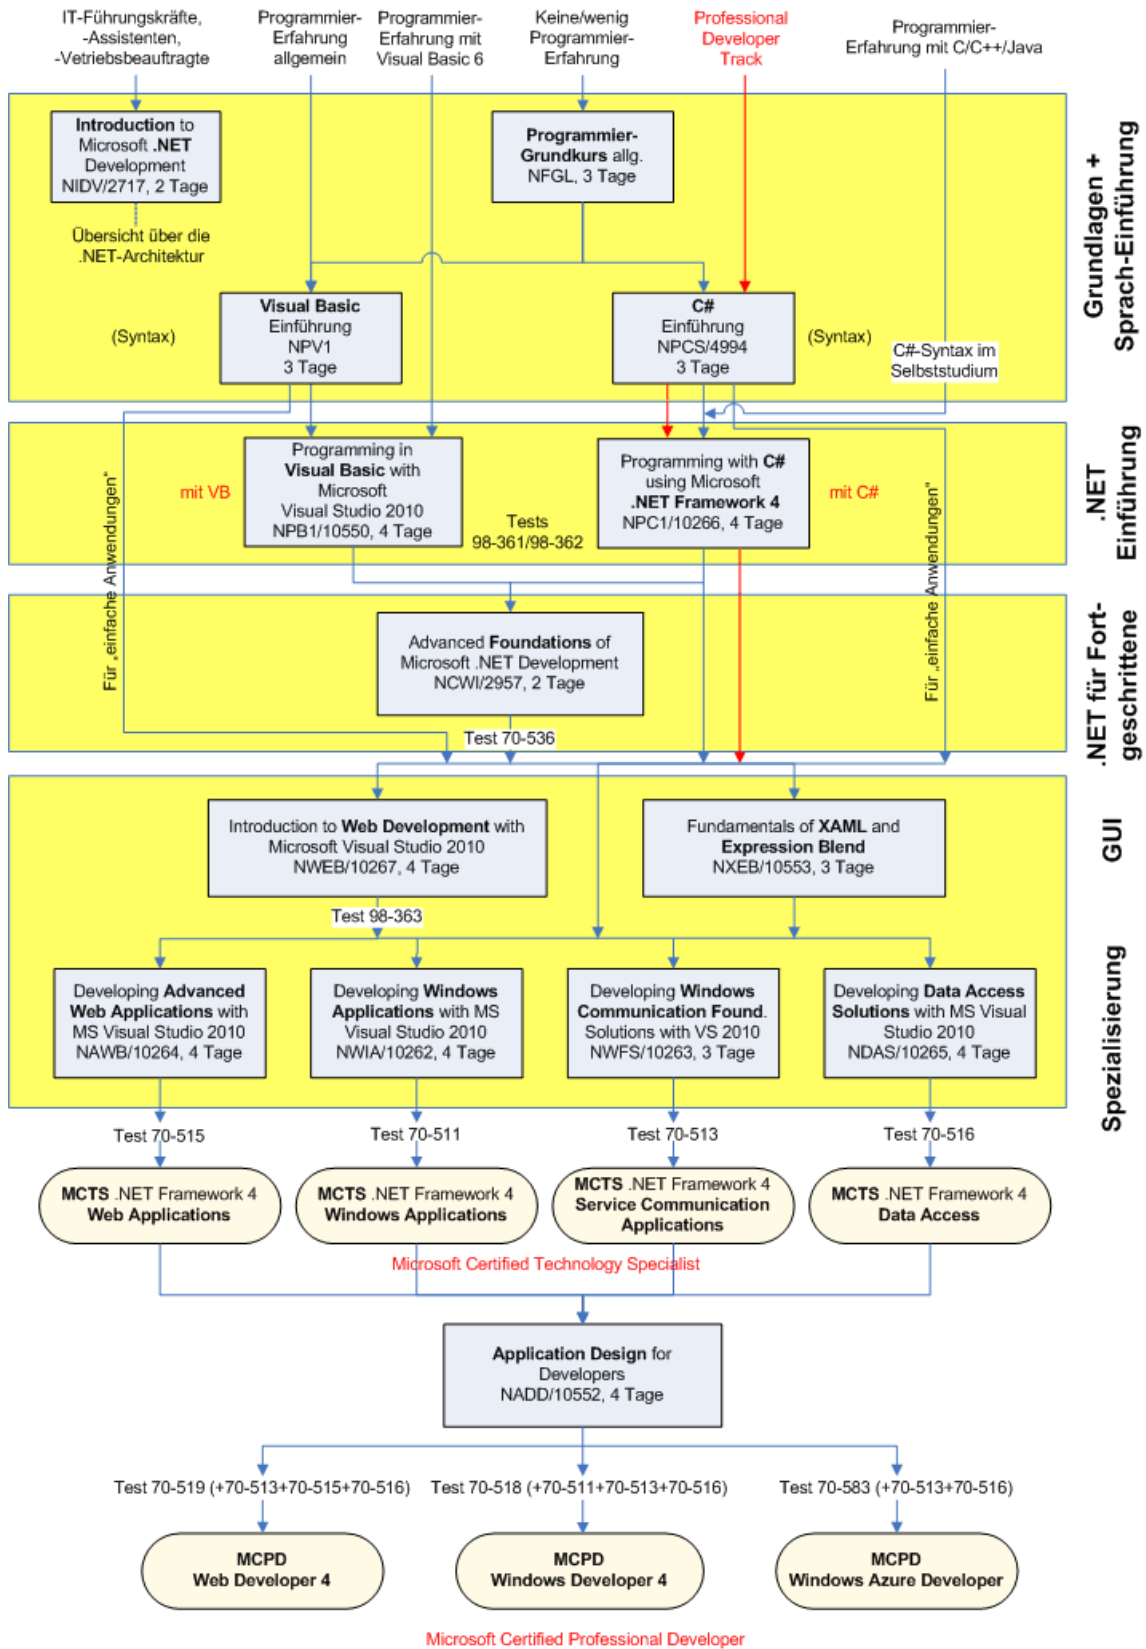 IT-Führungskräfte,
-Assistenten,
-Vetriebsbeauftragte
Programmier-
Erfahrung
allgemein
Programmier-
Erfahrung mit
Visual Basic 6
Keine/wenig
Programmier-
Erfahrung
Professional
Developer
Track
Programmier-
Erfahrung mit C/C++/Java
Grundlagen +
Sprach-Einführung
Introduction to
Microsoft .NET
Development
NIDV/2717, 2 Tage
Übersicht über die
.NET-Architektur
Programmier-
Grundkurs allg.
NFGL, 3 Tage
(Syntax)
Visual Basic
Einführung
NPV1
3 Tage
C#
Einführung
NPCS/4994
3 Tage
(Syntax)
C#-Syntax im
Selbststudium
.NET
Einführung
mit VB
Programming in
Visual Basic with
Microsoft
Visual Studio 2010
NPB1/10550, 4 Tage
Tests
98-361/98-362
Programming with C#
using Microsoft
.NET Framework 4
NPC1/10266, 4 Tage
mit C#
Für „einfache Anwendungen“
Für „einfache Anwendungen“
.NET für Fort-
geschrittene
Advanced Foundations of
Microsoft .NET Development
NCWI/2957, 2 Tage
Test 70-536
GUI
Introduction to Web Development with
Microsoft Visual Studio 2010
NWEB/10267, 4 Tage
Fundamentals of XAML and
Expression Blend
NXEB/10553, 3 Tage
Test 98-363
Spezialisierung
Developing Advanced
Web Applications with
MS Visual Studio 2010
NAWB/10264, 4 Tage
Developing Windows
Applications with MS
Visual Studio 2010
NWIA/10262, 4 Tage
Developing Windows
Communication Found.
Solutions with VS 2010
NWFS/10263, 3 Tage
Developing Data Access
Solutions with MS Visual
Studio 2010
NDAS/10265, 4 Tage
Test 70-515
Test 70-511
Test 70-513
Test 70-516
MCTS .NET Framework 4
Web Applications
MCTS .NET Framework 4
Windows Applications
MCTS .NET Framework 4
Service Communication
Applications
MCTS .NET Framework 4
Data Access
Microsoft Certified Technology Specialist
Application Design for
Developers
NADD/10552, 4 Tage
Test 70-519 (+70-513+70-515+70-516)
Test 70-518 (+70-511+70-513+70-516)
Test 70-583 (+70-513+70-516)
MCPD
Web Developer 4
MCPD
Windows Developer 4
MCPD
Windows Azure Developer
Microsoft Certified Professional Developer